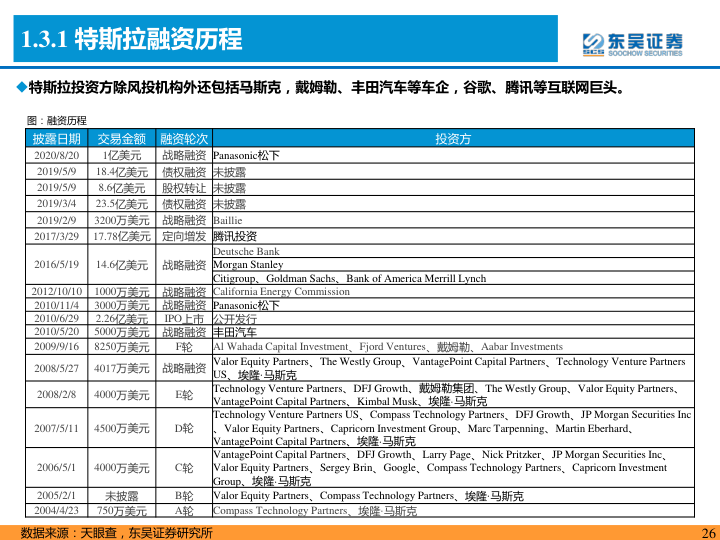 1.3.1 特斯拉融资历程
东吴证券
SCS
SOOCHOW SECURITIES
◆特斯拉投资方除风投机构外还包括马斯克，戴姆勒、丰田汽车等车企，谷歌、腾讯等互联网巨头。
图：融资历程
披露日期 交易金额 融资轮次 投资方
2020/8/20 1亿美元 战略融资 Panasonic松下
2019/5/9 18.4亿美元 债权融资 未披露
2019/5/9 8.6亿美元 股权转让 未披露
2019/3/4 23.5亿美元 债权融资 未披露
2019/2/9 3200万美元 战略融资 Baillie
2017/3/29 17.78亿美元 定向增发 腾讯投资
Deutsche Bank
2016/5/19 14.6亿美元 战略融资 Morgan Stanley
Citigroup、Goldman Sachs、Bank of America Merrill Lynch
2012/10/10 1000万美元 战略融资 California Energy Commission
2010/11/4 3000万美元 战略融资 Panasonic松下
2010/6/29 2.26亿美元 IPO上市 公开发行
2010/5/20 5000万美元 战略融资 丰田汽车
2009/9/16 8250万美元 F轮 Al Wahada Capital Investment、Fjord Ventures、戴姆勒、Aabar Investments
2008/5/27 4017万美元 战略融资 Valor Equity Partners、The Westly Group、VantagePoint Capital Partners、Technology Venture Partners
US、埃隆·马斯克
2008/2/8 4000万美元 E轮 Technology Venture Partners、DFJ Growth、戴姆勒集团、The Westly Group、Valor Equity Partners、
VantagePoint Capital Partners、Kimbal Musk、埃隆·马斯克
2007/5/11 4500万美元 D轮 Technology Venture Partners US、Compass Technology Partners、DFJ Growth、JP Morgan Securities Inc
、Valor Equity Partners、Capricorn Investment Group、Marc Tarpenning、Martin Eberhard、
VantagePoint Capital Partners、埃隆·马斯克
2006/5/1 4000万美元 C轮 VantagePoint Capital Partners、DFJ Growth、Larry Page、Nick Pritzker、JP Morgan Securities Inc、
Valor Equity Partners、Sergey Brin、Google、Compass Technology Partners、Capricorn Investment
Group、埃隆·马斯克
2005/2/1 未披露 B轮 Valor Equity Partners、Compass Technology Partners、埃隆·马斯克
2004/4/23 750万美元 A轮 Compass Technology Partners、埃隆·马斯克
数据来源：天眼查，东吴证券研究所
26